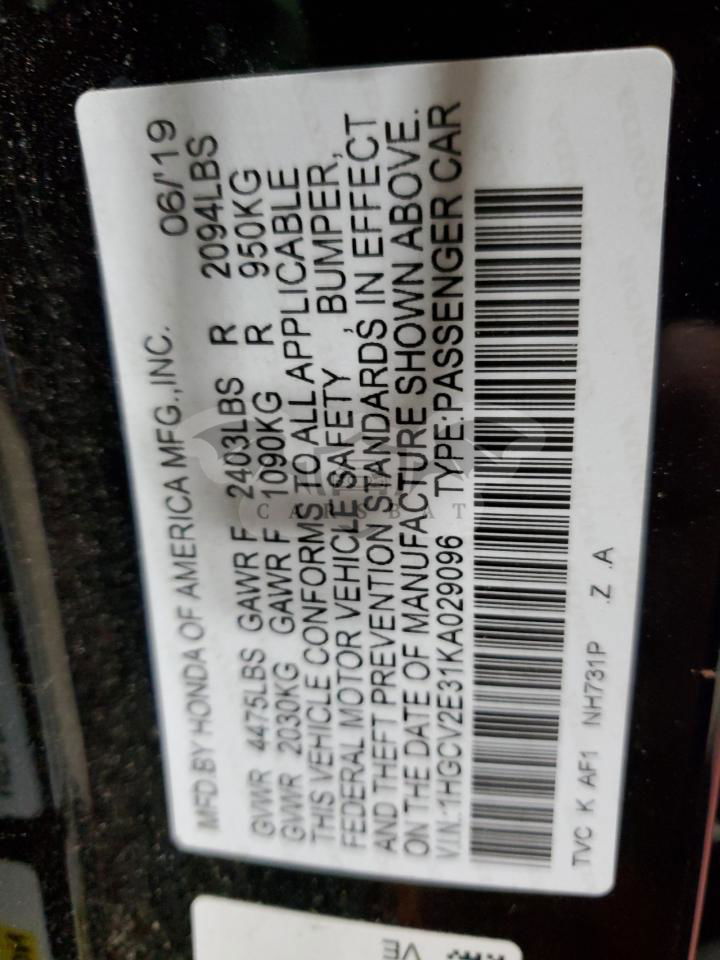 MFD.BY HONDA OF AMERICA MFG.,INC. 06/'19
GVWR 4475LBS GAWR F 2403LBS R 2094LBS
GVWR 2030KG GAWR F 1090KG R 950KG
THIS VEHICLE CONFORMS TO ALL APPLICABLE
FEDERAL MOTOR VEHICLE SAFETY, BUMPER,
AND THEFT PREVENTION STANDARDS, IN EFFECT
ON THE DATE OF MANUFACTURE SHOWN ABOVE.
V.I.N.:1HGCV2E31KA029096 TYPE:PASSENGER CAR
TVC K AF1 NH731P .Z .A
CARSBAT